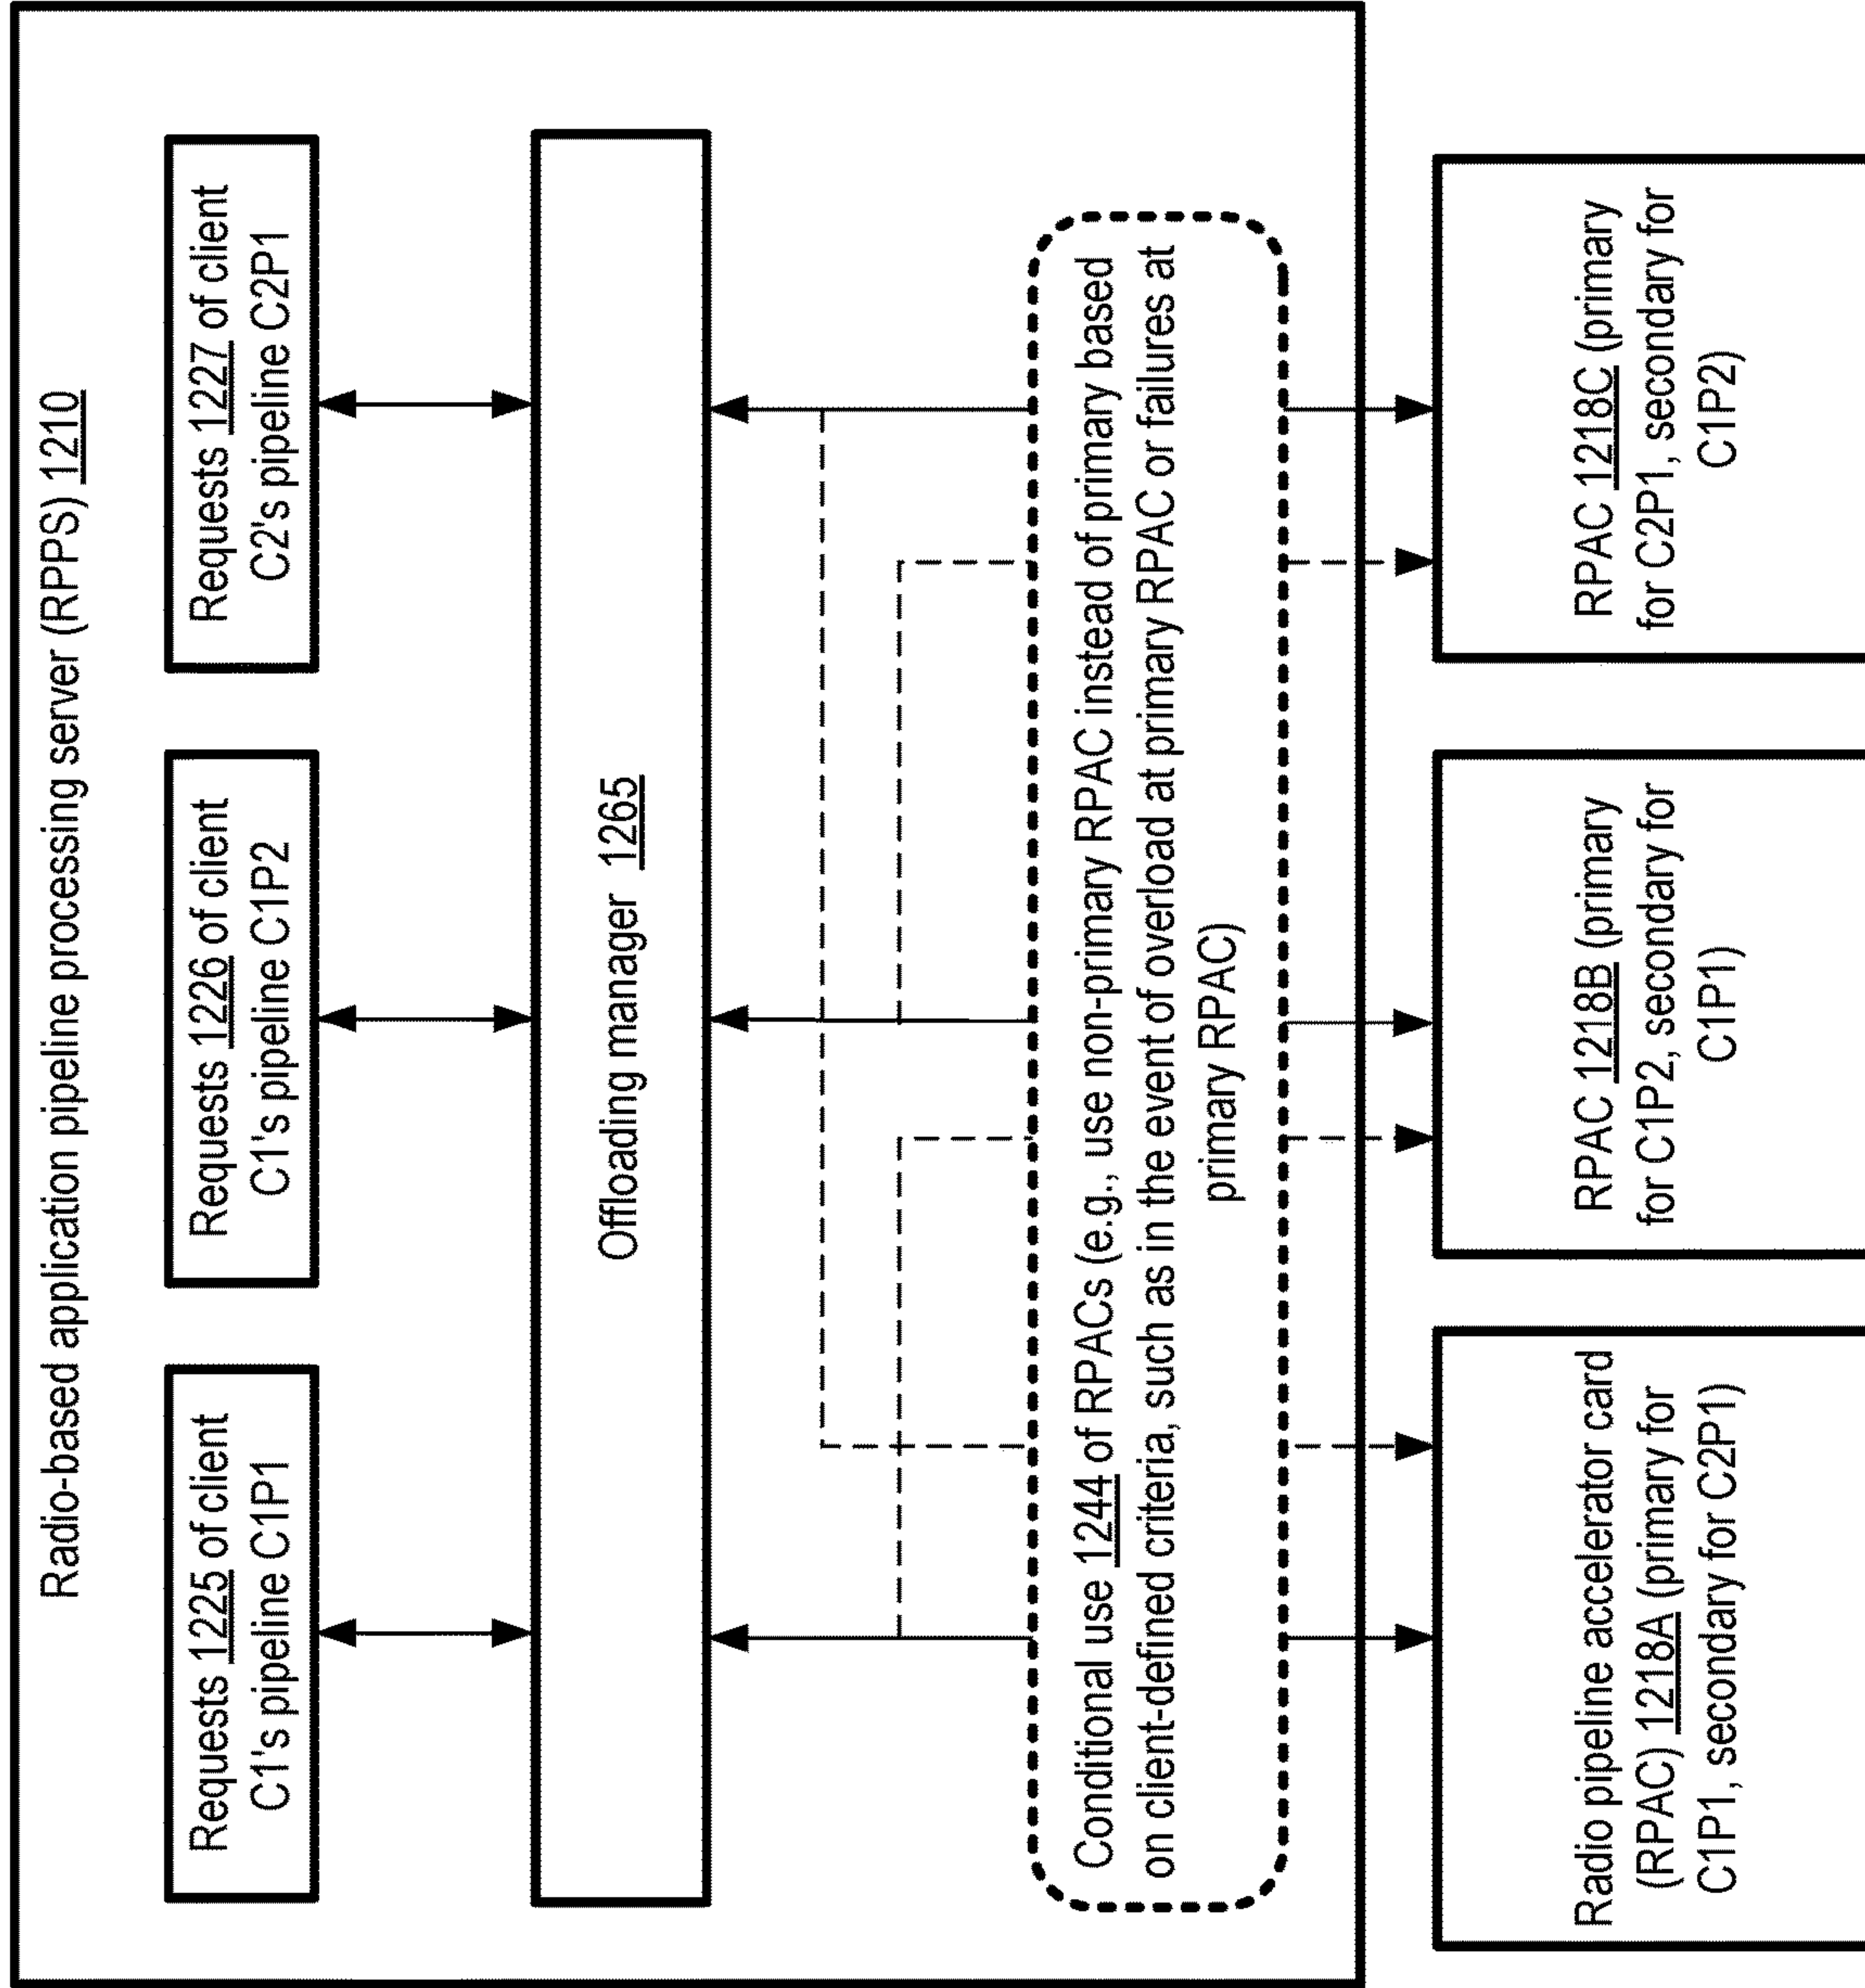 Radio-based application pipeline processing server (RPPS) 1210
Requests 1225 of client
C1's pipeline C1P1
Requests 1226 of client
C1's pipeline C1P2
Requests 1227 of client
C2's pipeline C2P1
Offloading manager 1265
Conditional use 1244 of RPACs (e.g., use non-primary RPAC instead of primary based
on client-defined criteria, such as in the event of overload at primary RPAC or failures at
primary RPAC)
Radio pipeline accelerator card
(RPAC) 1218A (primary for
C1P1, secondary for C2P1)
RPAC 1218B (primary
for C1P2, secondary for
C1P1)
RPAC 1218C (primary
for C2P1, secondary for
C1P2)